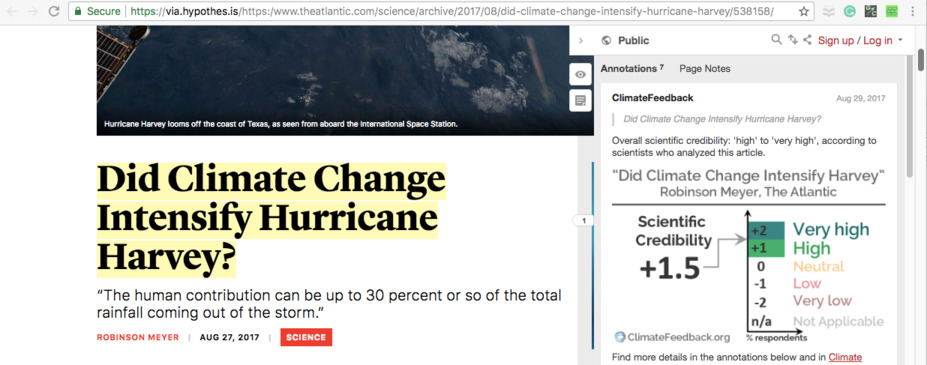 Secure | https://via.hypothes.is/https:/www.theatlantic.com/science/archive/2017/08/did-climate-change-intensify-hurricane-harvey/538158/
Hurricane Harvey looms off the coast of Texas, as seen from aboard the International Space Station.
Did Climate Change
Intensify Hurricane
Harvey?
“The human contribution can be up to 30 percent or so of the total
rainfall coming out of the storm.”
ROBINSON MEYER | AUG 27, 2017 | SCIENCE
1
Public
Sign up / Log in
Annotations 7 Page Notes
ClimateFeedback Aug 29, 2017
Did Climate Change Intensify Hurricane Harvey?
Overall scientific credibility: 'high' to 'very high', according to
scientists who analyzed this article.
“Did Climate Change Intensify Harvey"
Robinson Meyer, The Atlantic
Scientific
Credibility
+1.5
+2 Very high
+1 High
0 Neutral
-1 Low
-2 Very low
n/a Not Applicable
ClimateFeedback.org % respondents
Find more details in the annotations below and in Climate